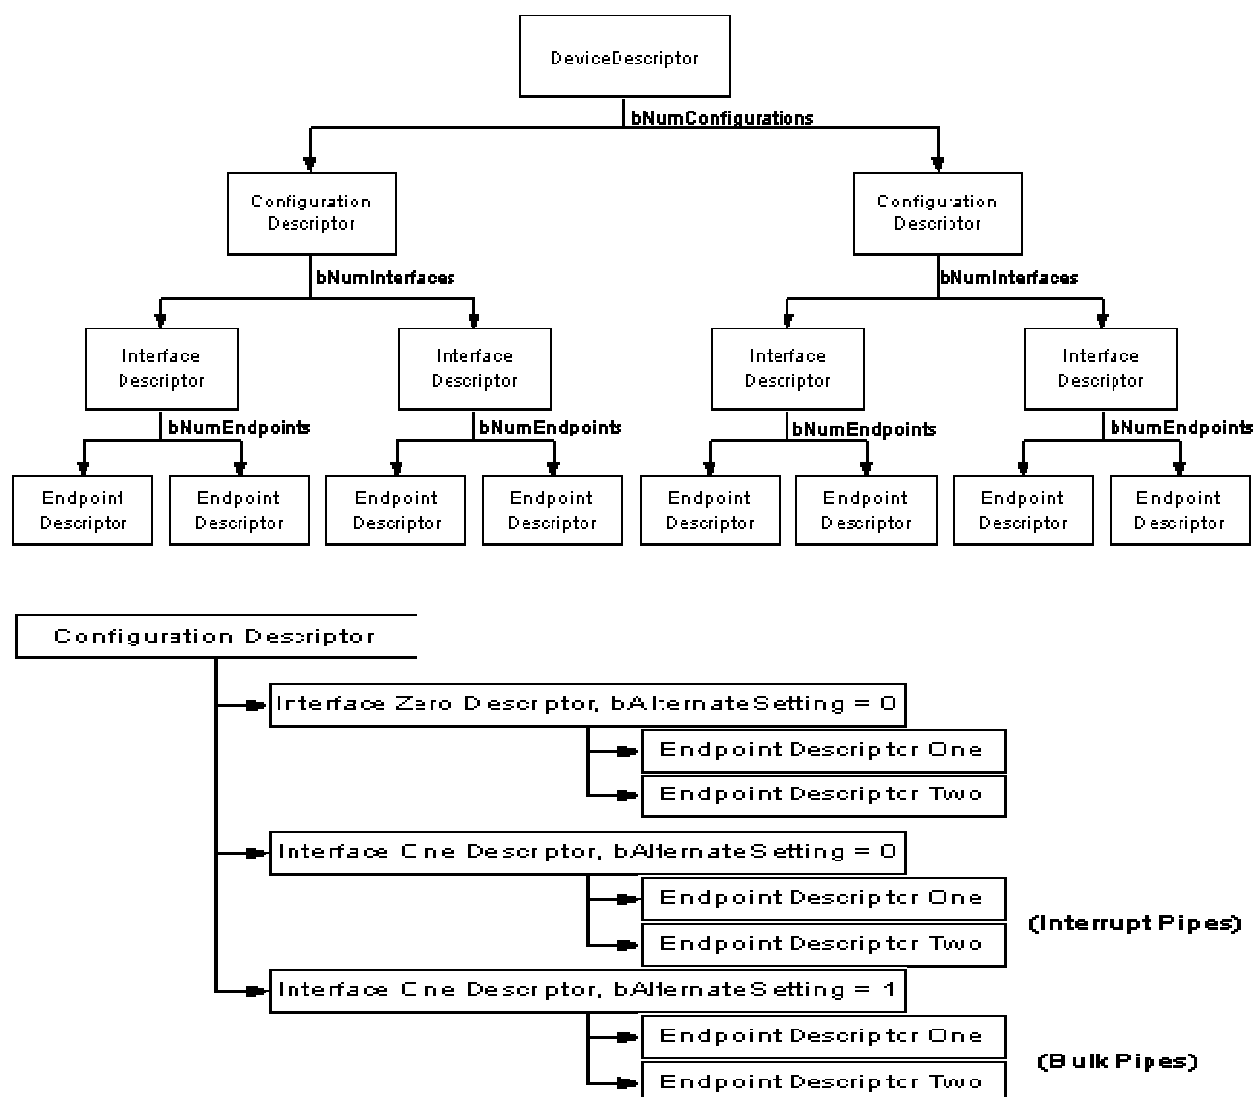 DeviceDescriptor
bNumConfigurations
Configuration
Descriptor
Configuration
Descriptor
bNumInterfaces
bNumInterfaces
Interface
Descriptor
Interface
Descriptor
Interface
Descriptor
Interface
Descriptor
bNumEndpoints
bNumEndpoints
bNumEndpoints
bNumEndpoints
Endpoint
Descriptor
Endpoint
Descriptor
Endpoint
Descriptor
Endpoint
Descriptor
Endpoint
Descriptor
Endpoint
Descriptor
Endpoint
Descriptor
Endpoint
Descriptor
Configuration Descriptor
Interface Zero Descriptor, bAlternateSetting = 0
Endpoint Descriptor One
Endpoint Descriptor Two
Interface One Descriptor, bAlternateSetting = 0
Endpoint Descriptor One
(Interrupt Pipes)
Endpoint Descriptor Two
Interface One Descriptor, bAlternateSetting = 1
Endpoint Descriptor One
(Bulk Pipes)
Endpoint Descriptor Two